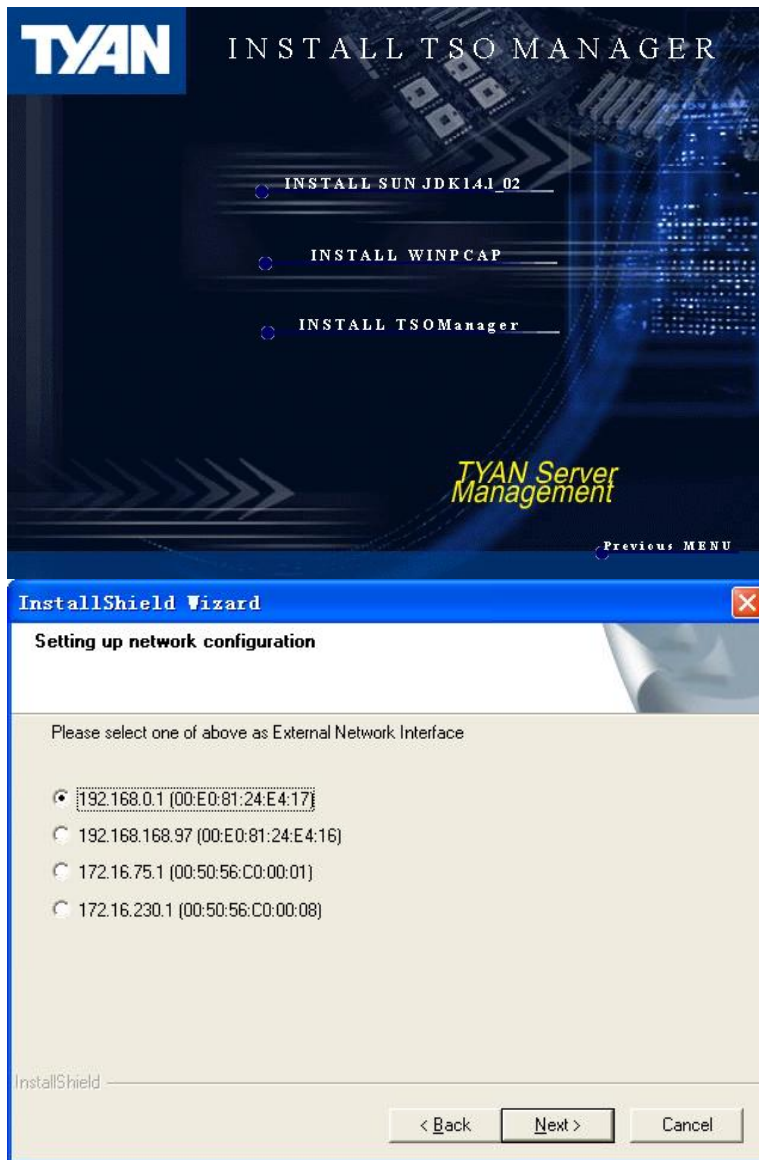 TYAN
INSTALL TSO MANAGER
INSTALL SUN JDK1.4.1_02
INSTALL WINPCAP
INSTALL TSOManager
TYAN Server
Management
Previous MENU
InstallShield Wizard
Setting up network configuration
Please select one of above as External Network Interface
192.168.0.1 (00:E0:81:24:E4:17)
192.168.168.97 (00:E0:81:24:E4:16)
172.16.75.1 (00:50:56:C0:00:01)
172.16.230.1 (00:50:56:C0:00:08)
InstallShield
< Back Next > Cancel